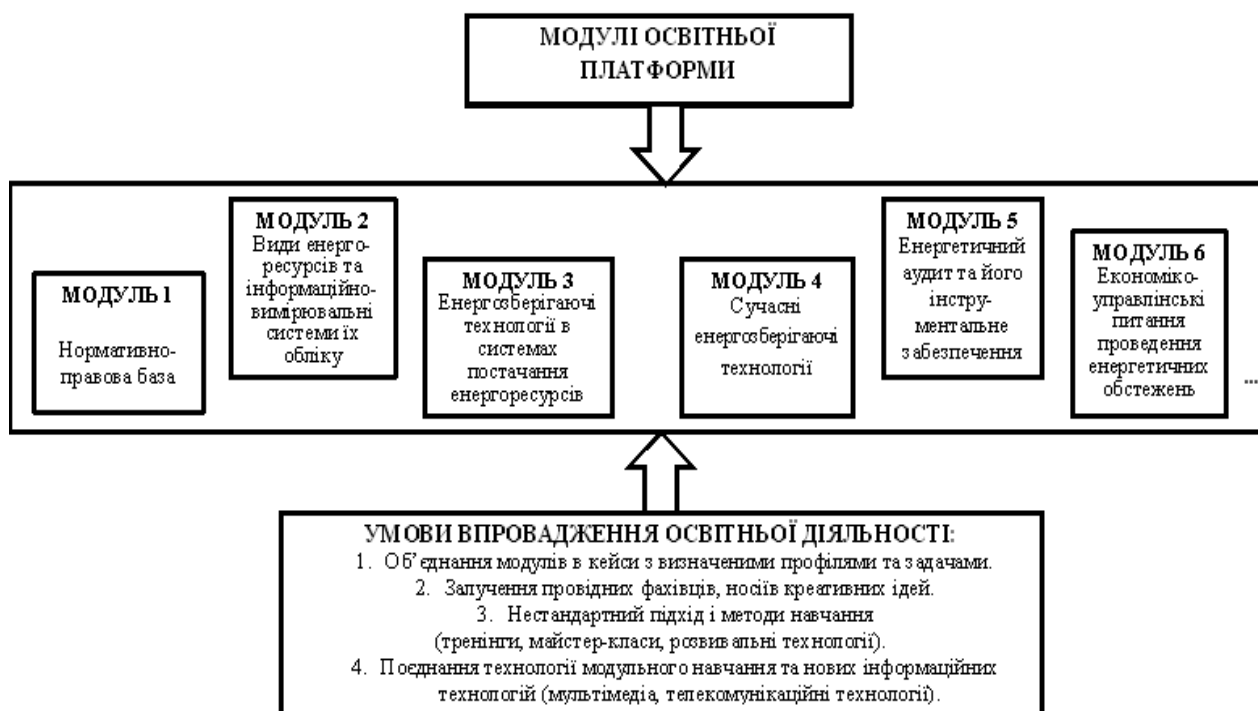 МОДУЛІ ОСВІТНЬОЇ
ПЛАТФОРМИ
МОДУЛЬ 1
Нормативно-
правова база
МОДУЛЬ 2
Види енерго-
ресурсів та
інформаційно-
вимірювальні
системи їх
обліку
МОДУЛЬ 3
Енергозберігаючі
технології в
системах
постачання
енергоресурсів
МОДУЛЬ 4
Сучасні
енергозберігаючі
технології
МОДУЛЬ 5
Енергетичний
аудит та його
інстру-
ментальне
забезпечення
МОДУЛЬ 6
Економіко-
управлінські
питання
проведення
енергетичних
обстежень
...
УМОВИ ВПРОВАДЖЕННЯ ОСВІТНЬОЇ ДІЯЛЬНОСТІ:
1. Об’єднання модулів в кейси з визначеними профілями та задачами.
2. Залучення провідних фахівців, носіїв креативних ідей.
3. Нестандартний підхід і методи навчання
(тренінги, майстер-класи, розвивальні технології).
4. Поєднання технології модульного навчання та нових інформаційних
технологій (мультімедіа, телекомунікаційні технології).